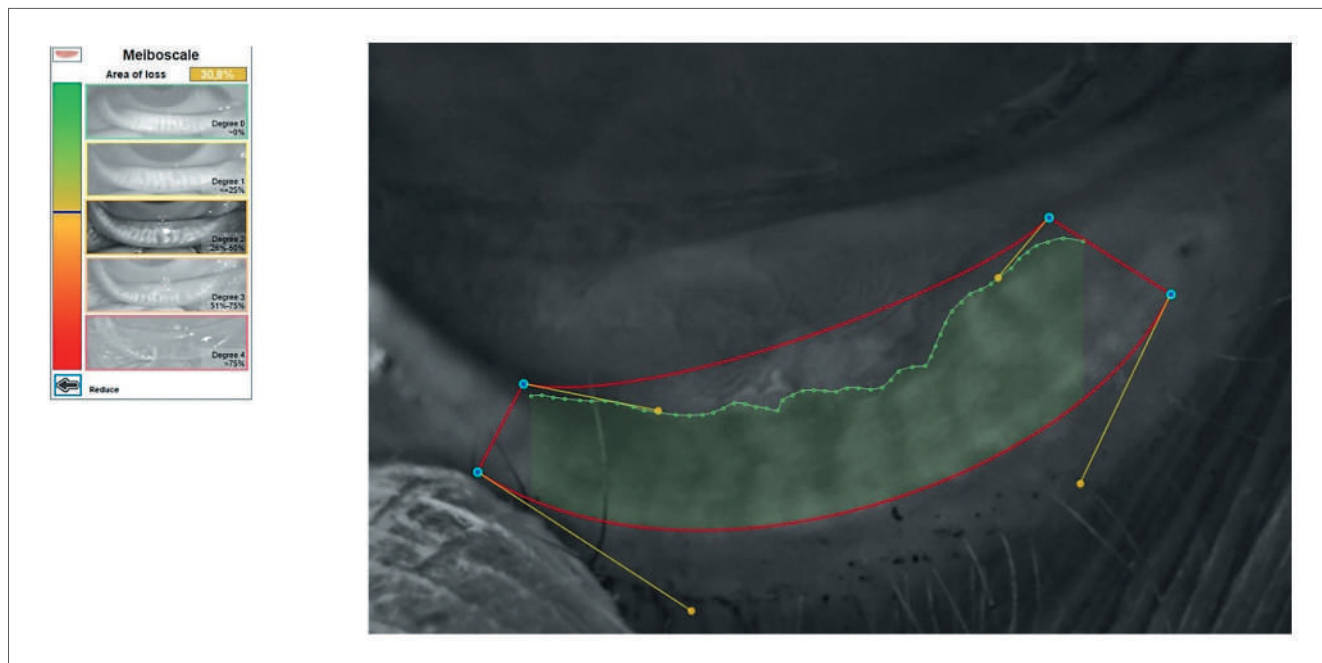 Meiboscale
Area of loss 30,8%
Degree 0
~0%
Degree 1
<=25%
Degree 2
26%-50%
Degree 3
51%-75%
Degree 4
>75%
Reduce